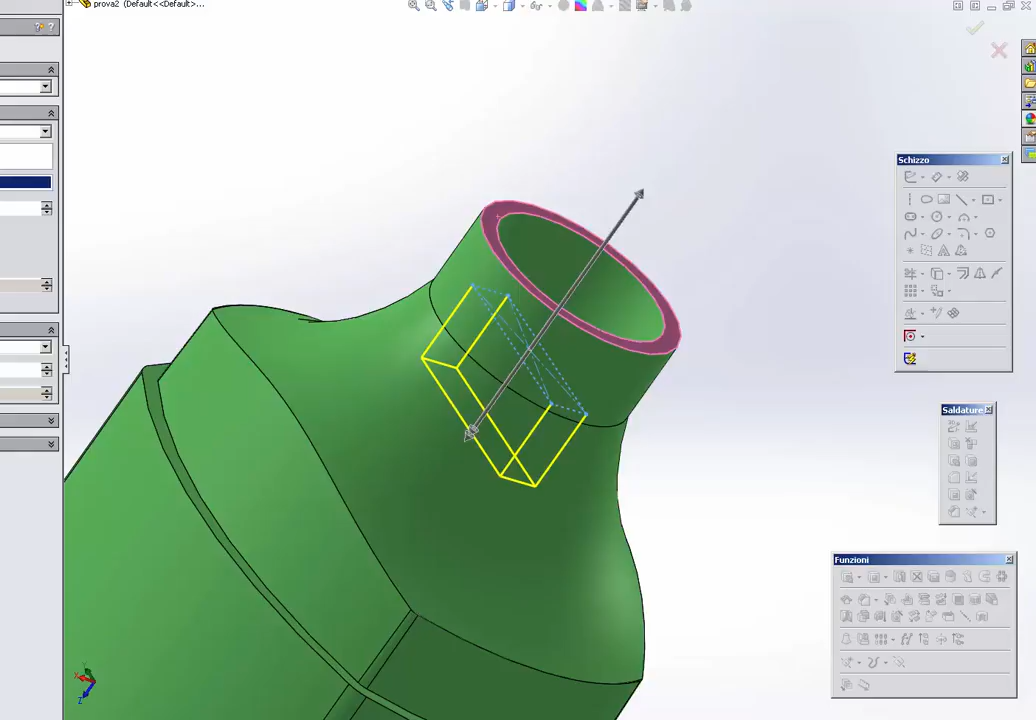 prova2 (Default<<Default>...
Schizzo
Saldature
Funzioni
X
Y
Z